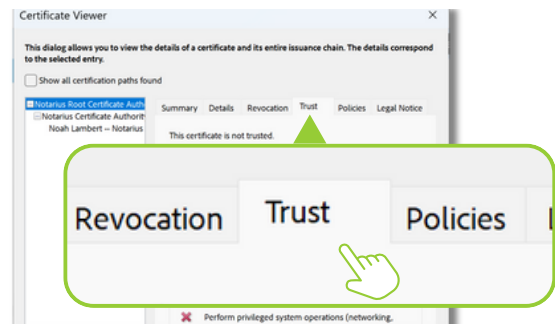 Certificate Viewer
This dialog allows you to view the details of a certificate and its entire issuance chain. The details correspond
to the selected entry.
Show all certification paths found
Notarius Root Certificate Auth
Notarius Certificate Authorit
Noah Lambert – Notarius
Summary Details Revocation Trust Policies Legal Notice
This certificate is not trusted.
Revocation Trust Policies
Perform privileged system operations (networking,